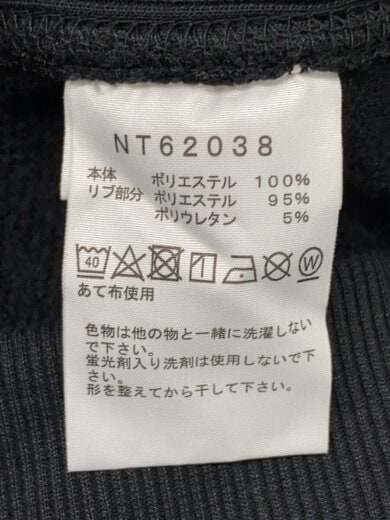 NT62038
本体 ポリエステル 100%
リブ部分 ポリエステル 95%
ポリウレタン 5%
40 W
あて布使用
色物は他の物と一緒に洗濯しない
で下さい。
蛍光剤入り洗剤は使用しないで下
さい。
形を整えてから干して下さい。